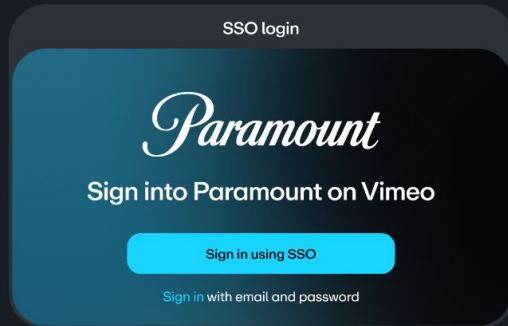 SSO login
Paramount
Sign into Paramount on Vimeo
Sign in using SSO
Sign in with email and password